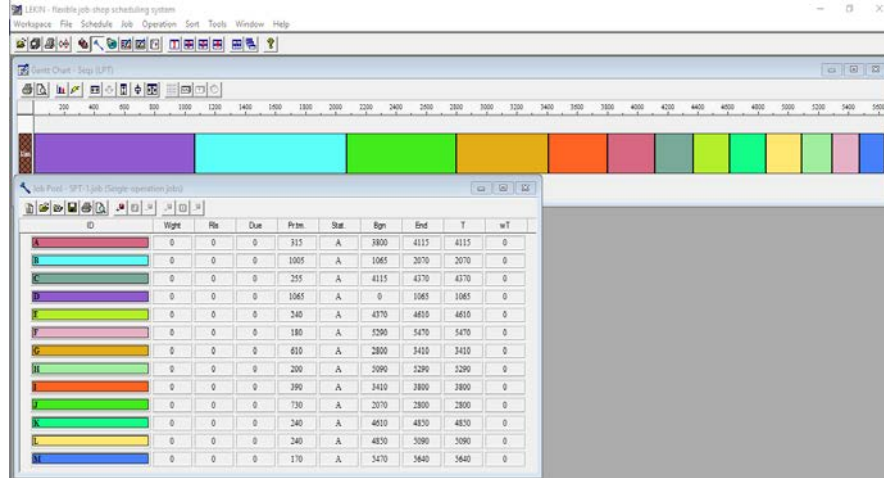 LEKIN - flexible job-shop scheduling system
Workspace File Schedule Job Operation Sort Tools Window Help
Gantt Chart - Seqs (LPT)
200 400 600 800 1000 1200 1400 1600 1800 2000 2200 2400 2600 2800 3000 3200 3400 3600 3800 4000 4200 4400 4600 4800 5000 5200 5400 5600
Job Pool - SPT-1.job (Single-operation jobs)
ID Wght Rls Due Pr.tm. Stat. Bgn End T wT
A 0 0 0 315 A 3800 4115 4115 0
B 0 0 0 1005 A 1065 2070 2070 0
C 0 0 0 255 A 4115 4370 4370 0
D 0 0 0 1065 A 0 1065 1065 0
E 0 0 0 240 A 4370 4610 4610 0
F 0 0 0 180 A 5290 5470 5470 0
G 0 0 0 610 A 2800 3410 3410 0
H 0 0 0 200 A 5090 5290 5290 0
I 0 0 0 390 A 3410 3800 3800 0
J 0 0 0 730 A 2070 2800 2800 0
K 0 0 0 240 A 4610 4850 4850 0
L 0 0 0 240 A 4850 5090 5090 0
M 0 0 0 170 A 5470 5640 5640 0